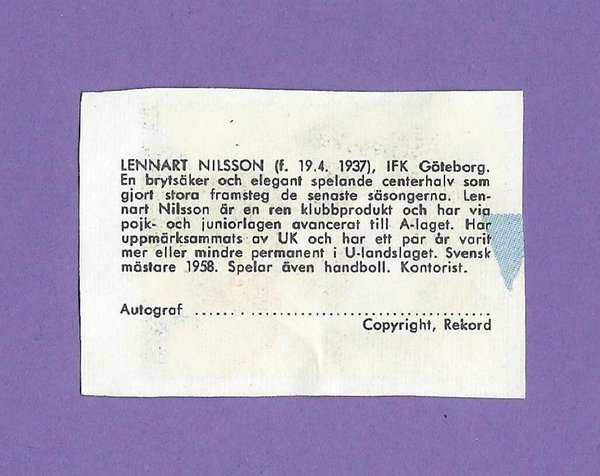 LENNART NILSSON (f. 19.4. 1937), IFK Göteborg.
En brytsäker och elegant spelande centerhalv som
gjort stora framsteg de senaste säsongerna. Len-
nart Nilsson är en ren klubbprodukt och har via
pojk- och juniorlagen avancerat till A-laget. Har
uppmärksammats av UK och har ett par år varit
mer eller mindre permanent i U-landslaget. Svensk
mästare 1958. Spelar även handboll. Kontorist.
Autograf ........................................
Copyright, Rekord